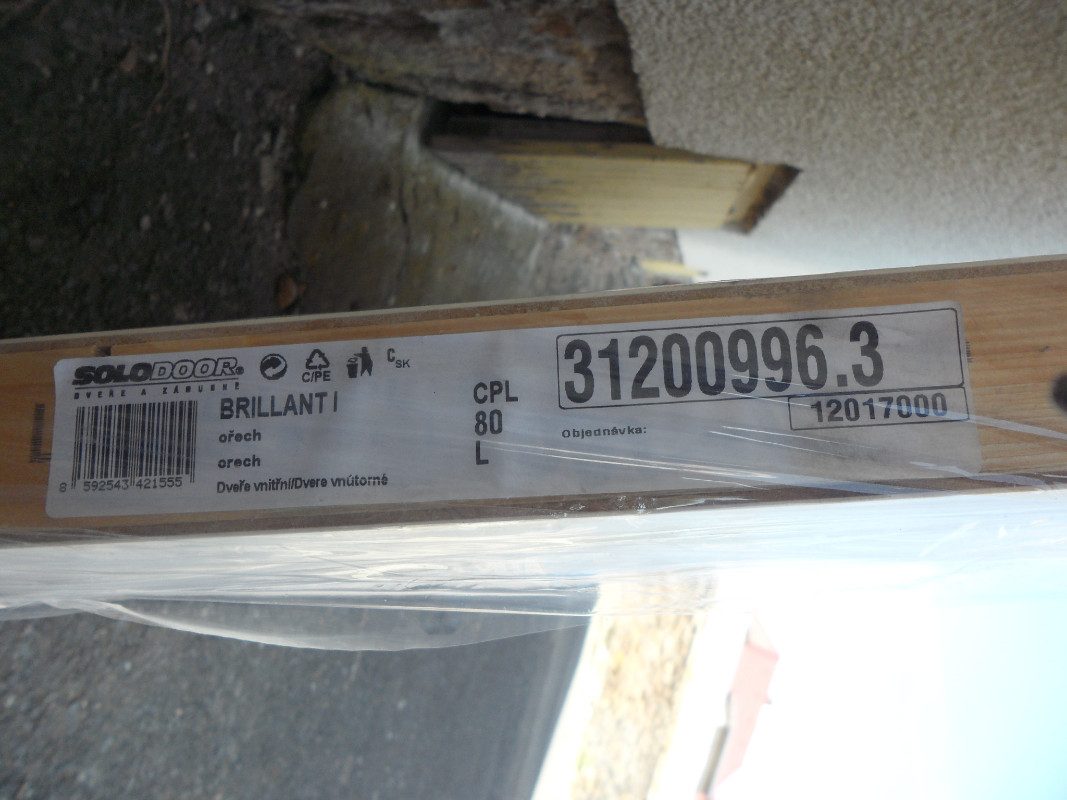 SOLODOOR®
DVEŘE A ZÁRUBNĚ
8 592543 421555
C/PE
CSK
BRILLANT I
ořech
orech
Dveře vnitřní/Dvere vnútorné
CPL
80
L
31200996.3
12017000
Objednávka: